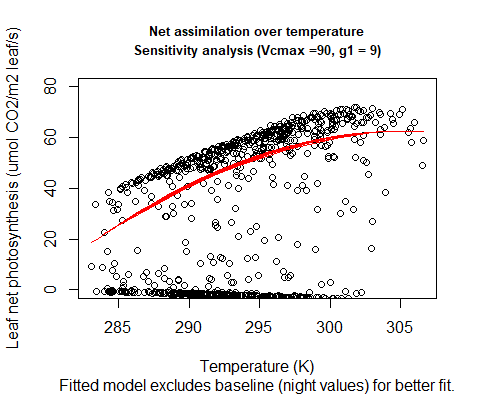 Net assimilation over temperature
Sensitivity analysis (Vcmax =90, g1 = 9)
Leaf net photosynthesis (umol CO2/m2 leaf/s)
80
60
40
20
0
285
290
295
300
305
Temperature (K)
Fitted model excludes baseline (night values) for better fit.